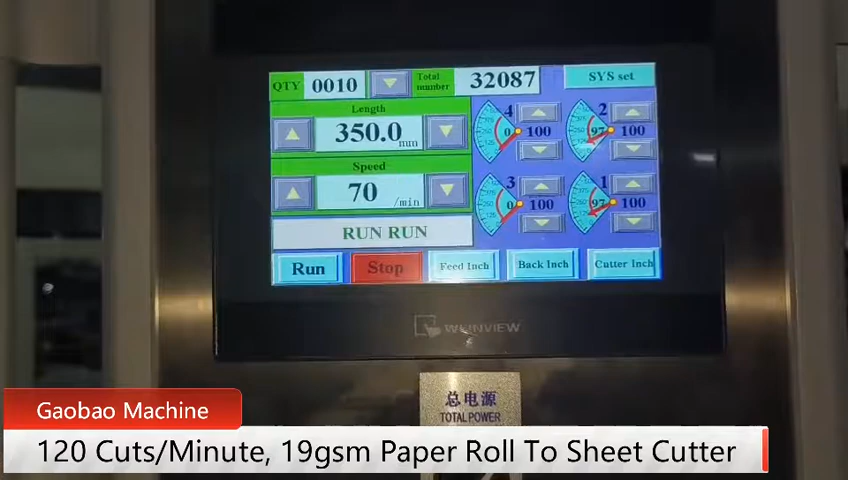 QTY 0010 Total number 32087 SYS set
Length
350.0 mm
Speed
70 /min
RUN RUN
4 0 100
2 97 100
3 0 100
1 97 100
Run Stop Feed Inch Back Inch Cutter Inch
WEINVIEW
总电源
TOTAL POWER
Gaobao Machine
120 Cuts/Minute, 19gsm Paper Roll To Sheet Cutter